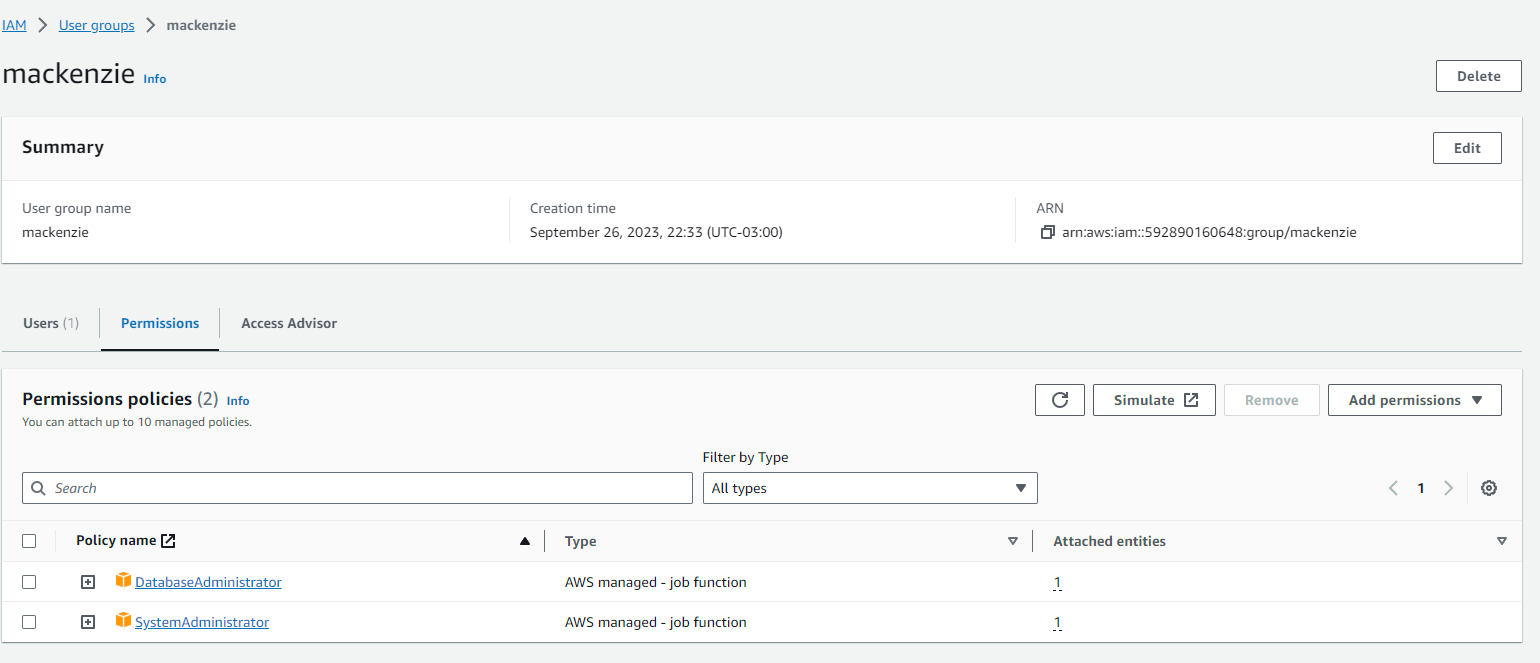 IAM > User groups > mackenzie
mackenzie Info
Delete
Summary
Edit
User group name
mackenzie
Creation time
September 26, 2023, 22:33 (UTC-03:00)
ARN
arn:aws:iam::592890160648:group/mackenzie
Users (1) Permissions Access Advisor
Permissions policies (2) Info
You can attach up to 10 managed policies.
Simulate Remove Add permissions
Filter by Type
Search All types 1
Policy name Type Attached entities
DatabaseAdministrator AWS managed - job function 1
SystemAdministrator AWS managed - job function 1